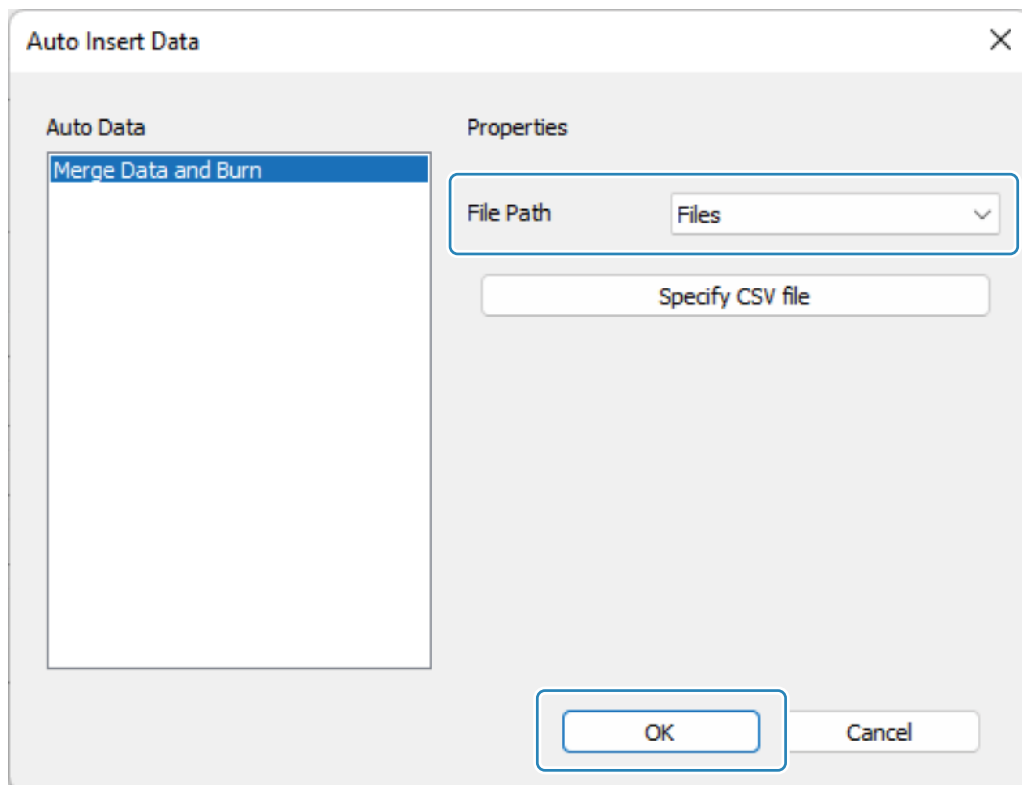 Auto Insert Data
Auto Data
Properties
Merge Data and Burn
File Path
Files
Specify CSV file
OK
Cancel